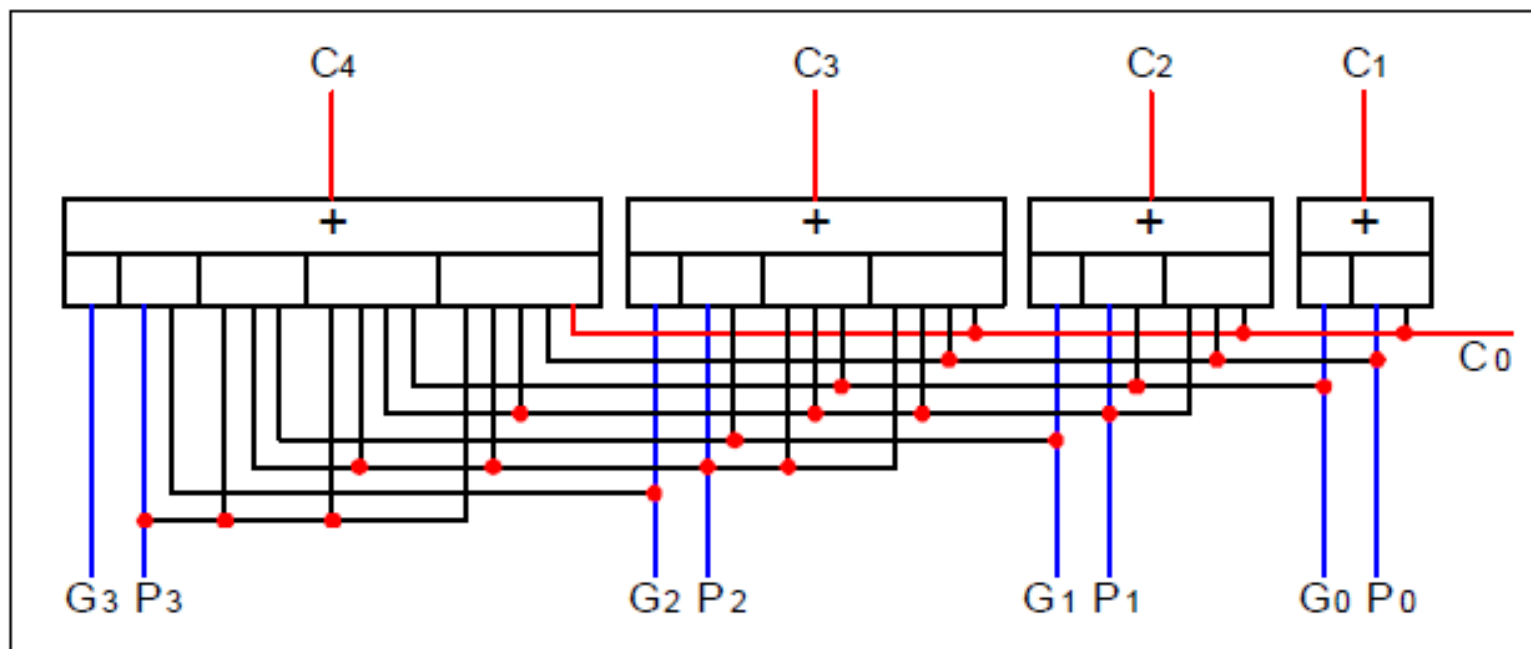 C4 C3 C2 C1
+ + + +
C0
G3 P3 G2 P2 G1 P1 G0 P0